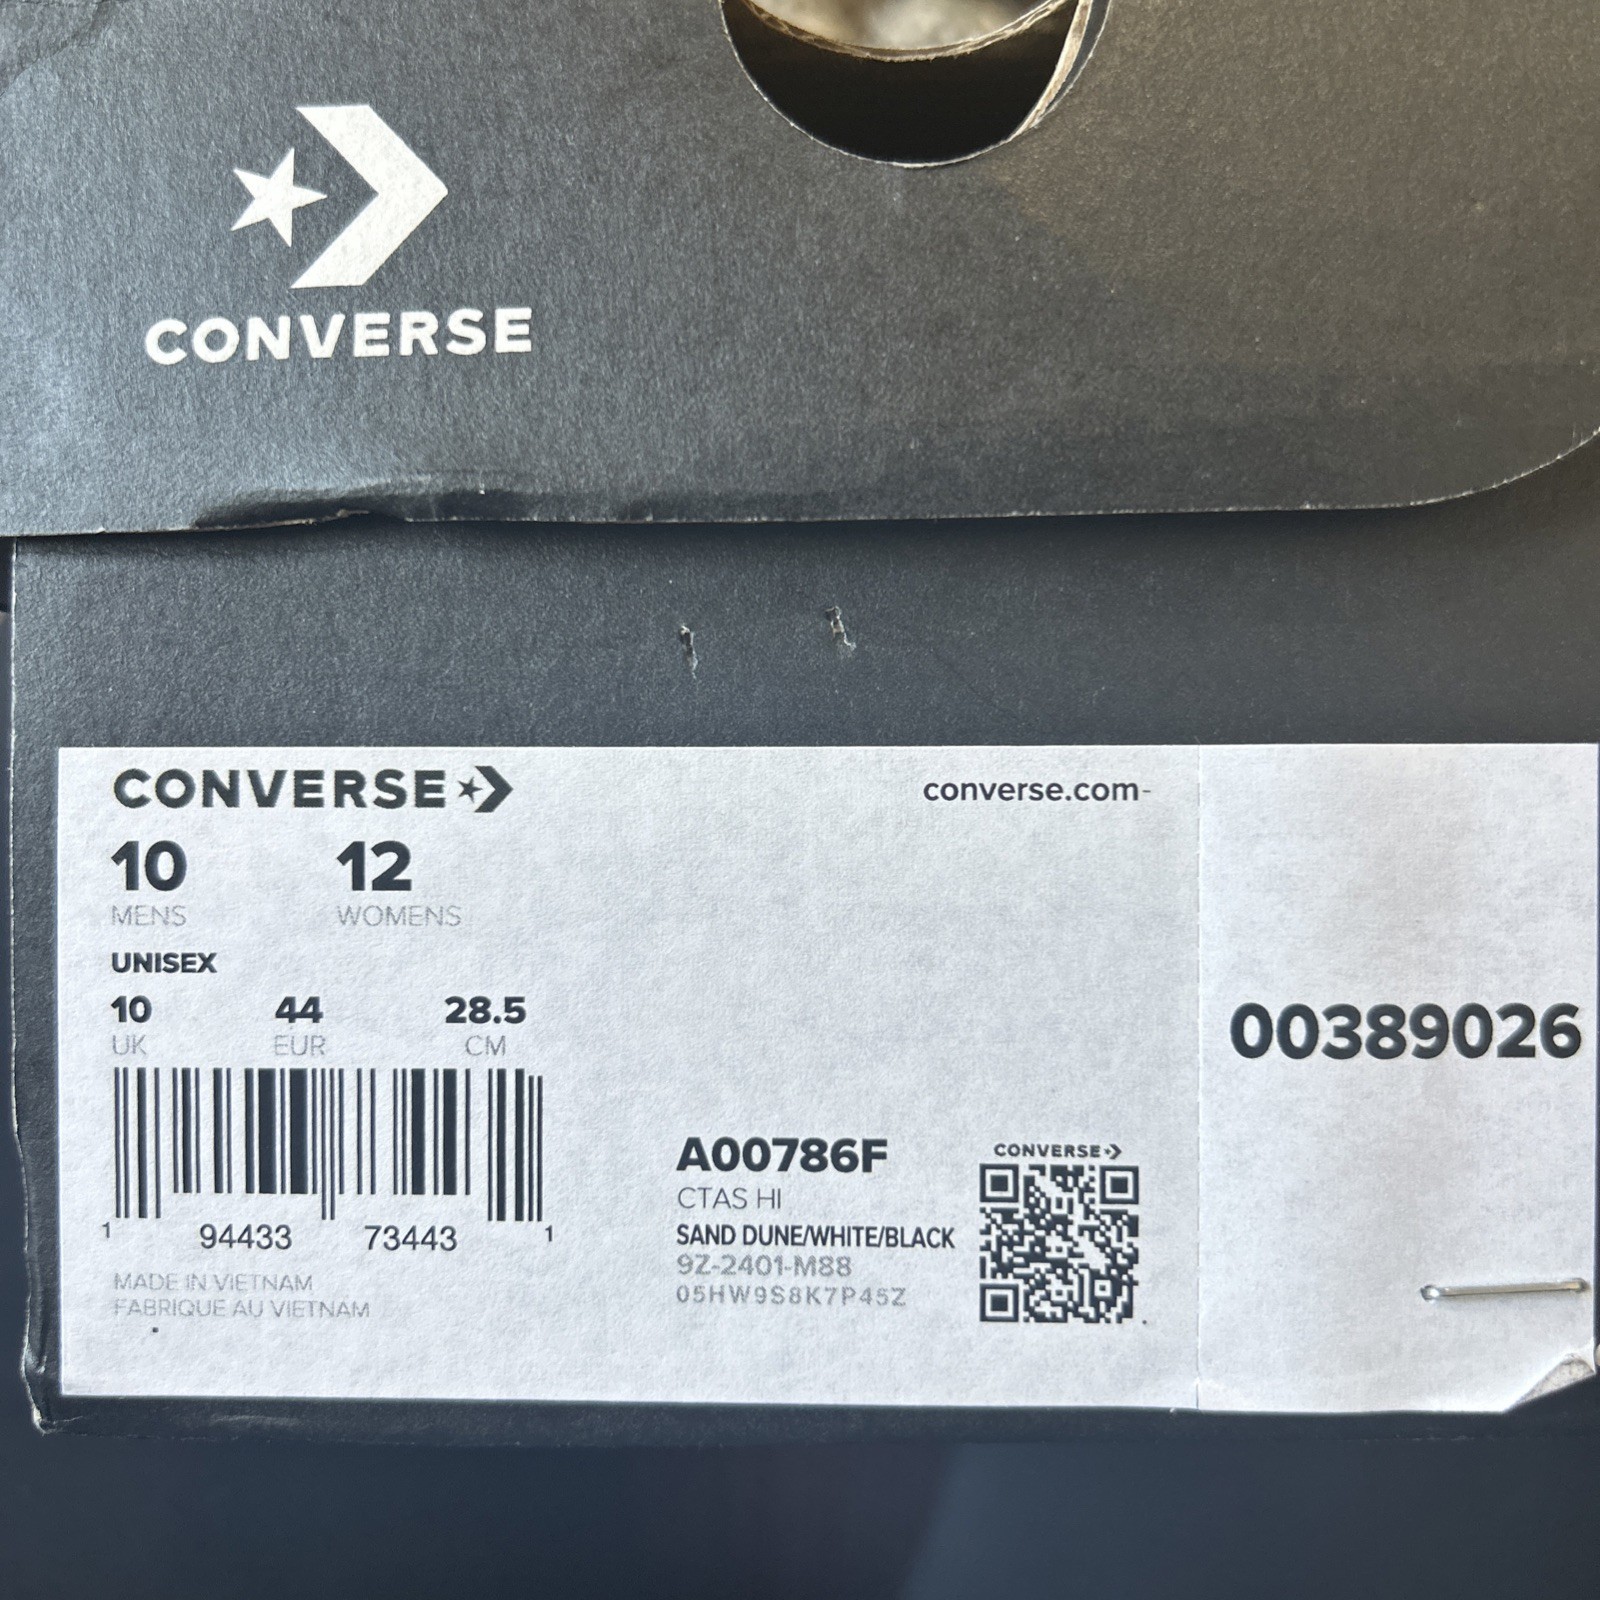 CONVERSE
CONVERSE
converse.com-
10 12
MENS WOMENS
UNISEX
10 44 28.5
UK EUR CM
1 94433 73443 1
MADE IN VIETNAM
FABRIQUE AU VIETNAM
A00786F
CTAS HI
SAND DUNE/WHITE/BLACK
9Z-2401-M88
05HW9S8K7P45Z
CONVERSE
00389026